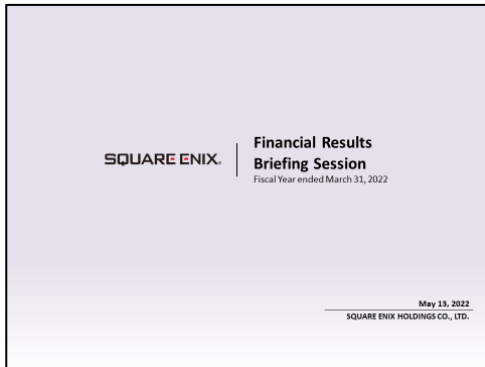 SQUARE ENIX.
Financial Results
Briefing Session
Fiscal Year ended March 31, 2022
May 13, 2022
SQUARE ENIX HOLDINGS CO., LTD.